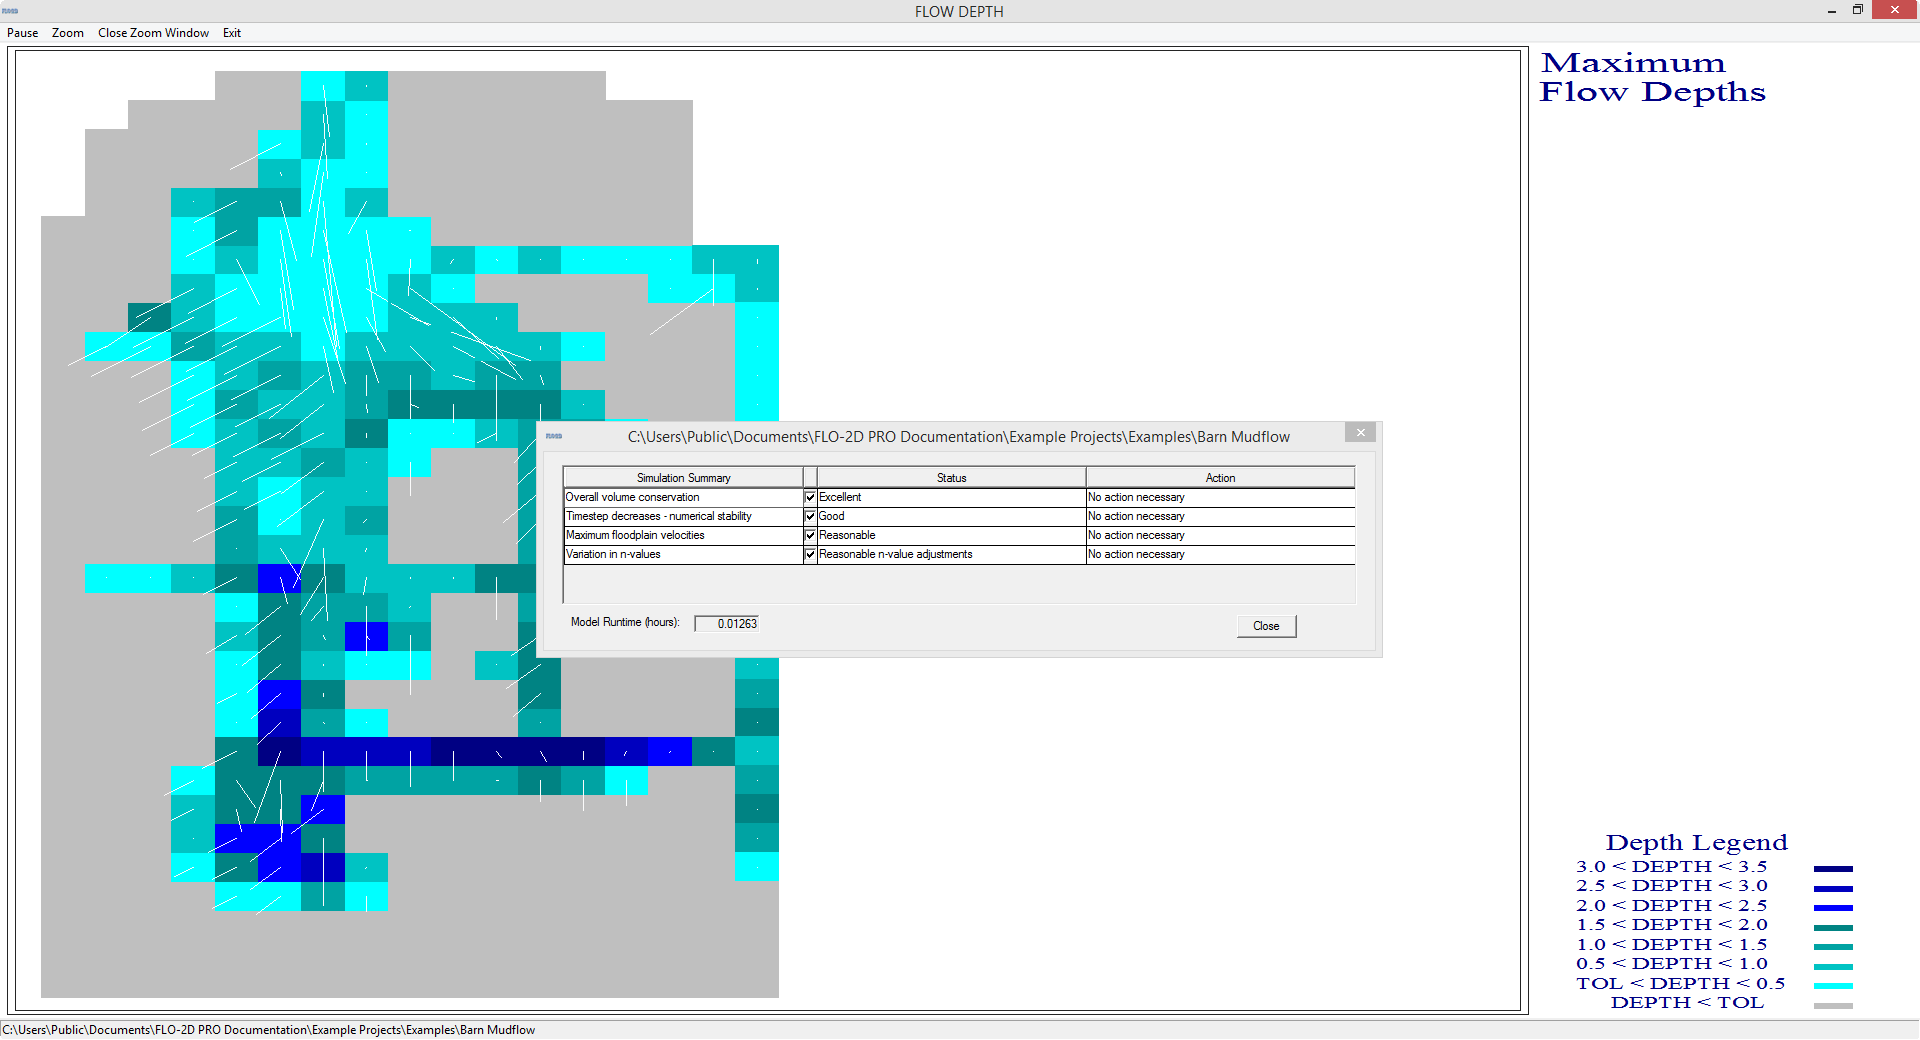 FLOW DEPTH
Pause Zoom Close Zoom Window Exit
Maximum
Flow Depths
C:\Users\Public\Documents\FLO-2D PRO Documentation\Example Projects\Examples\Barn Mudflow
Simulation Summary Status Action
Overall volume conservation Excellent No action necessary
Timestep decreases - numerical stability Good No action necessary
Maximum floodplain velocities Reasonable No action necessary
Variation in n-values Reasonable n-value adjustments No action necessary
Model Runtime (hours): 0.01263
Close
Depth Legend
3.0 < DEPTH < 3.5
2.5 < DEPTH < 3.0
2.0 < DEPTH < 2.5
1.5 < DEPTH < 2.0
1.0 < DEPTH < 1.5
0.5 < DEPTH < 1.0
TOL < DEPTH < 0.5
DEPTH < TOL
C:\Users\Public\Documents\FLO-2D PRO Documentation\Example Projects\Examples\Barn Mudflow